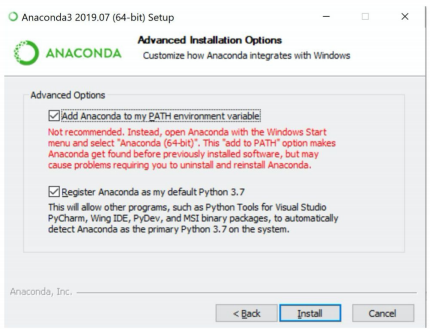 Anaconda3 2019.07 (64-bit) Setup
ANACONDA
Advanced Installation Options
Customize how Anaconda integrates with Windows
Advanced Options
Add Anaconda to my PATH environment variable
Not recommended. Instead, open Anaconda with the Windows Start
menu and select "Anaconda (64-bit)". This "add to PATH" option makes
Anaconda get found before previously installed software, but may
cause problems requiring you to uninstall and reinstall Anaconda.
Register Anaconda as my default Python 3.7
This will allow other programs, such as Python Tools for Visual Studio
PyCharm, Wing IDE, PyDev, and MSI binary packages, to automatically
detect Anaconda as the primary Python 3.7 on the system.
Anaconda, Inc.
< Back
Install
Cancel